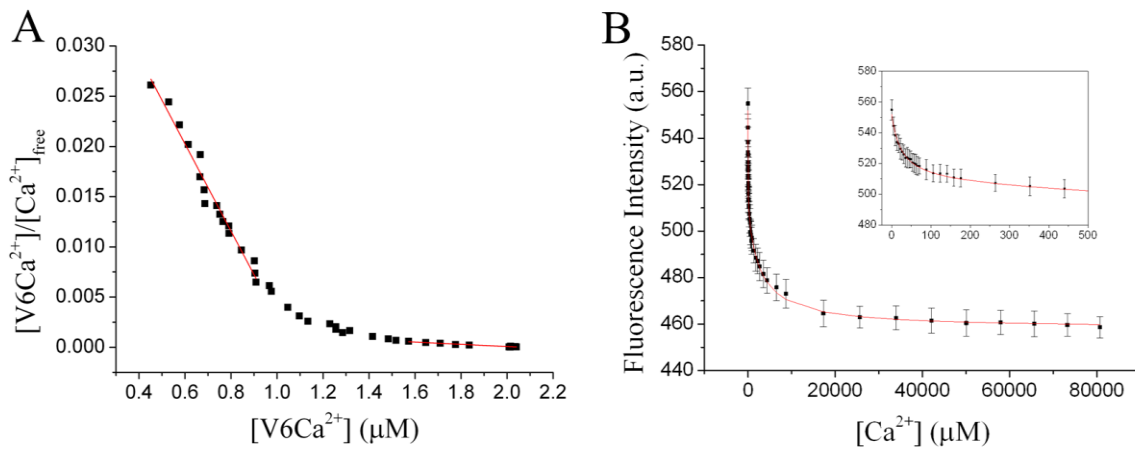 A
[V6Ca²⁺]/[Ca²⁺]free
0.030
0.025
0.020
0.015
0.010
0.005
0.000
0.4 0.6 0.8 1.0 1.2 1.4 1.6 1.8 2.0 2.2
[V6Ca²⁺] (μM)
B
Fluorescence Intensity (a.u.)
580
560
540
520
500
480
460
440
0 20000 40000 60000 80000
[Ca²⁺] (μM)
580
560
540
520
500
480
0 100 200 300 400 500